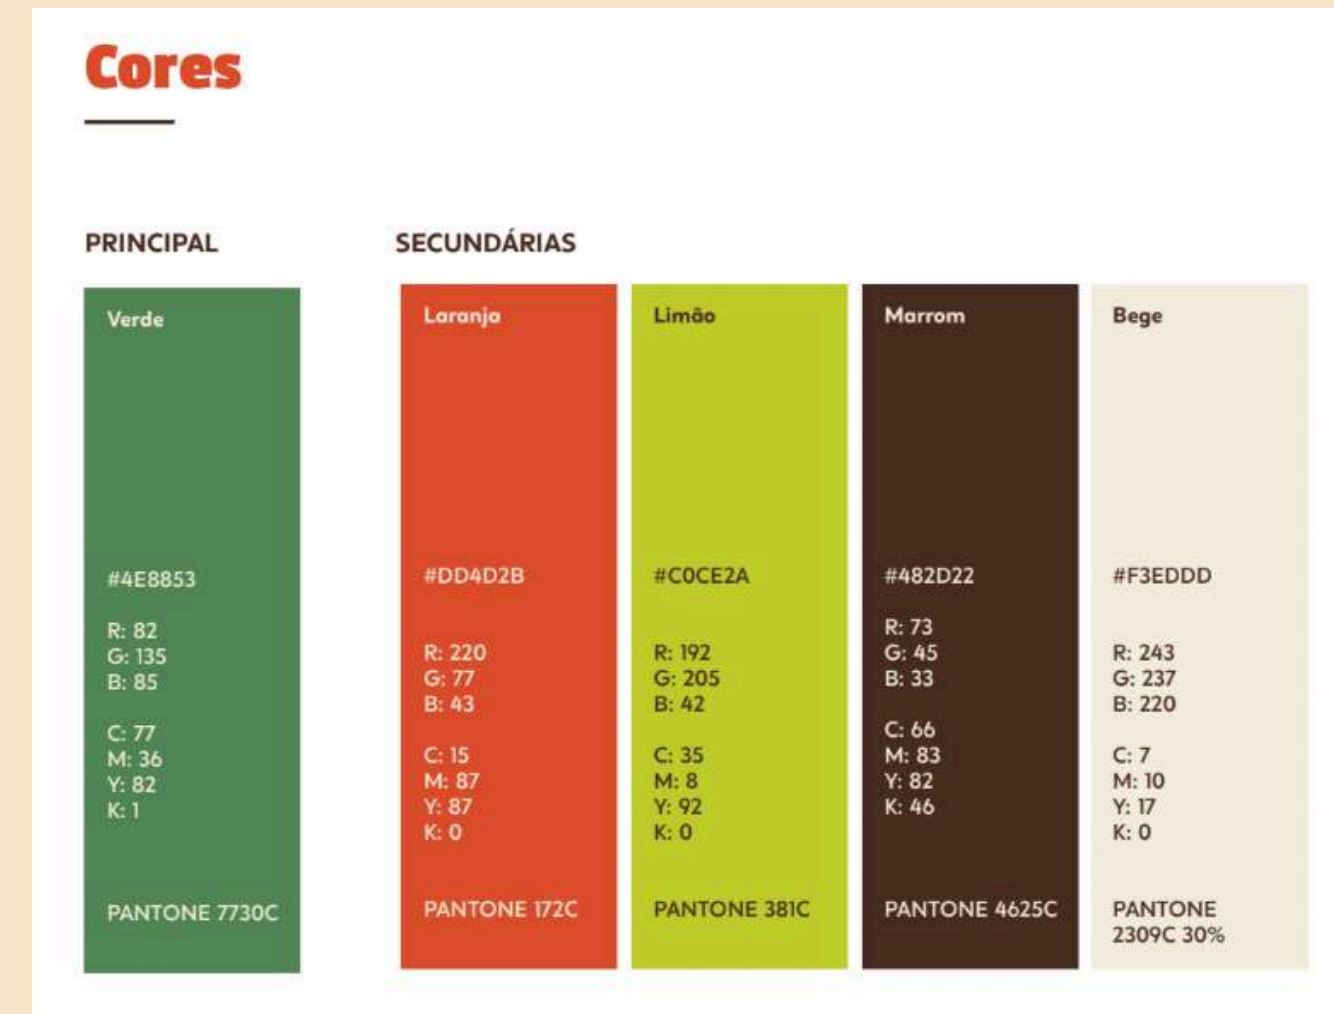 Cores
PRINCIPAL
Verde
#4E8853
R: 82
G: 135
B: 85
C: 77
M: 36
Y: 82
K: 1
PANTONE 7730C
SECUNDÁRIAS
Laranja
#DD4D2B
R: 220
G: 77
B: 43
C: 15
M: 87
Y: 87
K: 0
PANTONE 172C
Limão
#C0CE2A
R: 192
G: 205
B: 42
C: 35
M: 8
Y: 92
K: 0
PANTONE 381C
Marrom
#482D22
R: 73
G: 45
B: 33
C: 66
M: 83
Y: 82
K: 46
PANTONE 4625C
Bege
#F3EDDD
R: 243
G: 237
B: 220
C: 7
M: 10
Y: 17
K: 0
PANTONE
2309C 30%